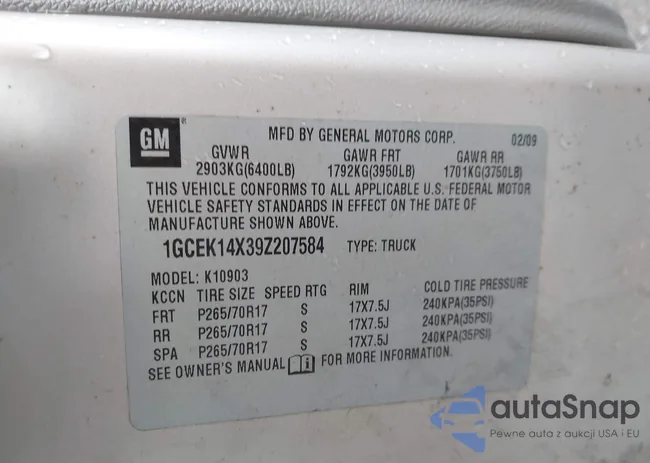 GM ®
MFD BY GENERAL MOTORS CORP. 02/09
GVWR GAWR FRT GAWR RR
2903KG(6400LB) 1792KG(3950LB) 1701KG(3750LB)
THIS VEHICLE CONFORMS TO ALL APPLICABLE U.S. FEDERAL MOTOR
VEHICLE SAFETY STANDARDS IN EFFECT ON THE DATE OF
MANUFACTURE SHOWN ABOVE.
1GCEK14X39Z207584 TYPE: TRUCK
MODEL: K10903
KCCN TIRE SIZE SPEED RTG RIM COLD TIRE PRESSURE
FRT P265/70R17 S 17X7.5J 240KPA(35PSI)
RR P265/70R17 S 17X7.5J 240KPA(35PSI)
SPA P265/70R17 S 17X7.5J 240KPA(35PSI)
SEE OWNER'S MANUAL i FOR MORE INFORMATION.
autaSnap
Pewne auta z aukcji USA i EU